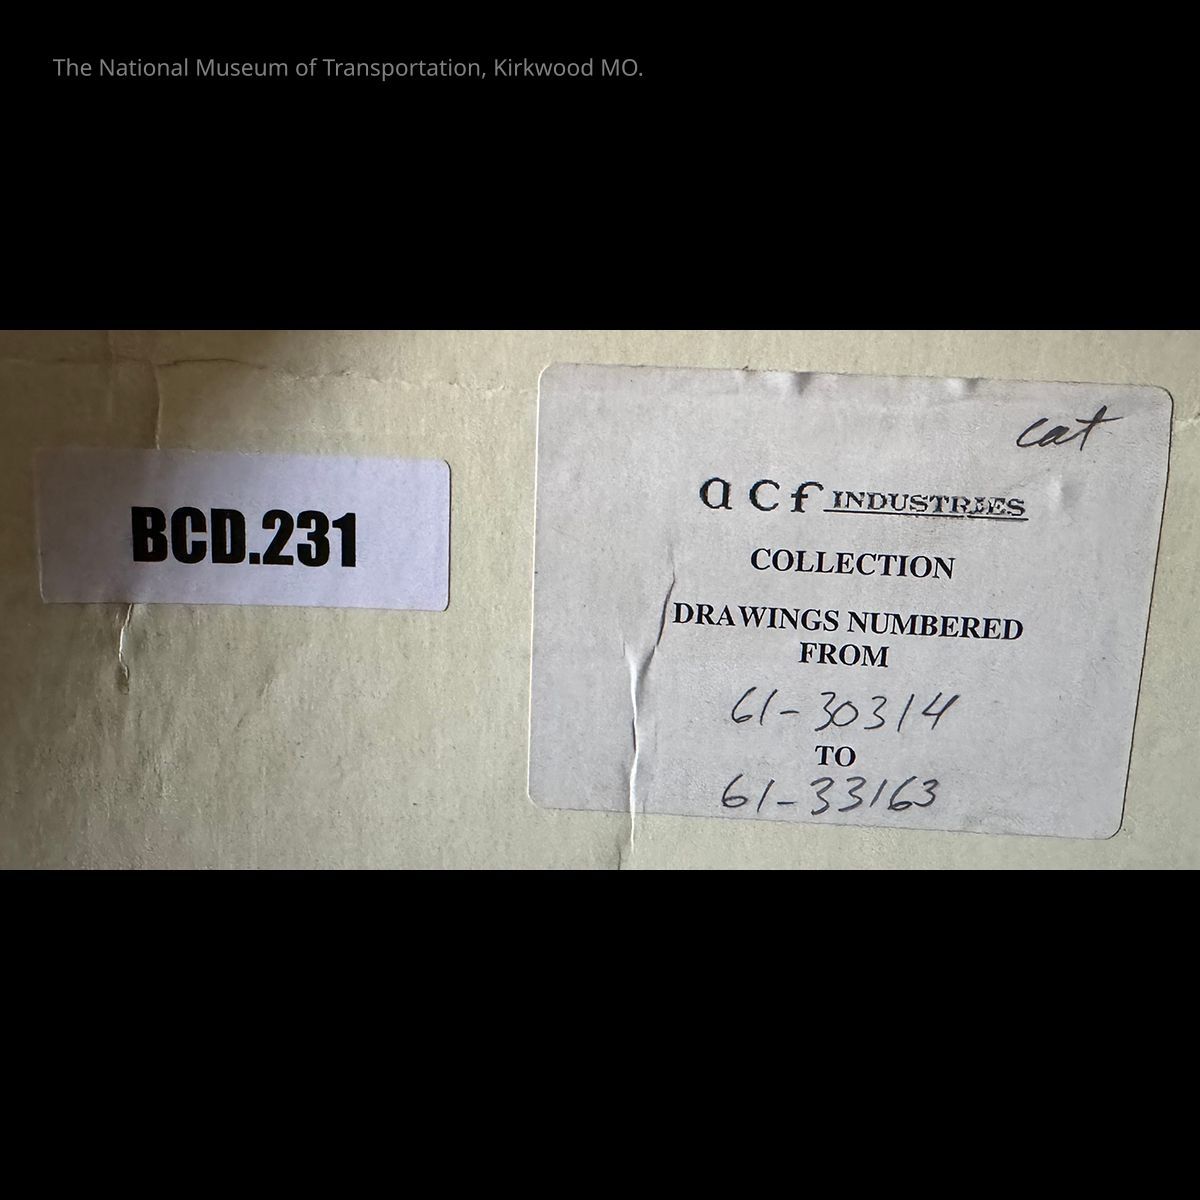 The National Museum of Transportation, Kirkwood MO.
BCD.231
cat
acf INDUSTRIES
COLLECTION
DRAWINGS NUMBERED
FROM
61-30314
TO
61-33163